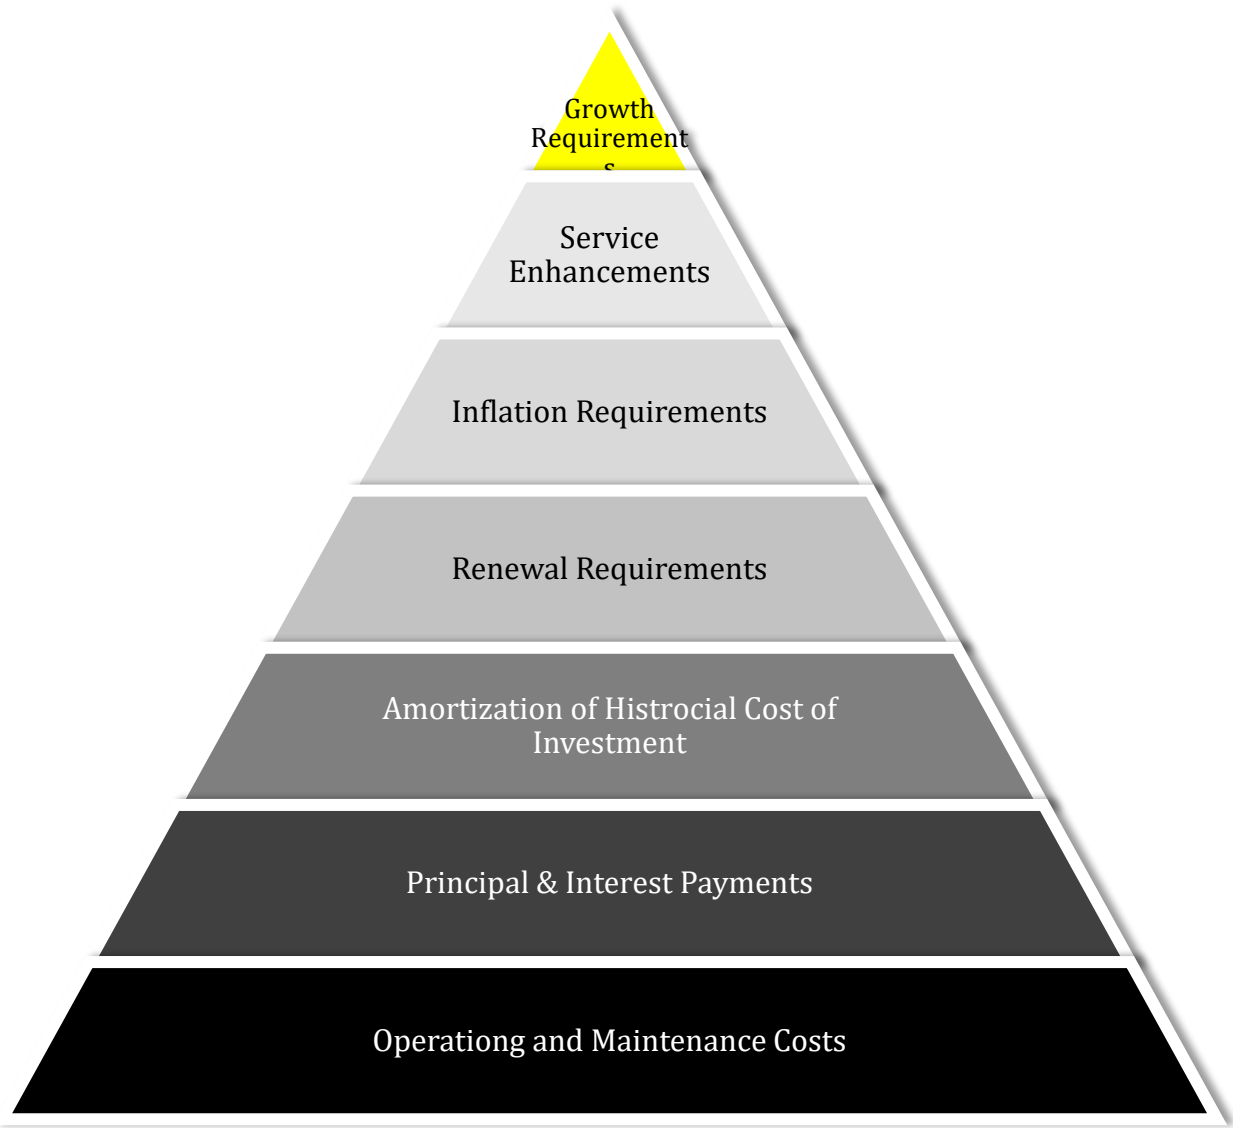 Growth
Requirement
s
Service
Enhancements
Inflation Requirements
Renewal Requirements
Amortization of Histrocial Cost of
Investment
Principal & Interest Payments
Operationg and Maintenance Costs